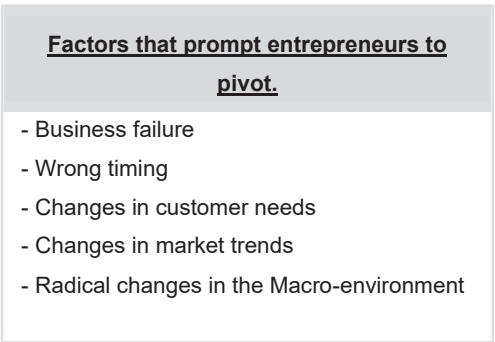 Factors that prompt entrepreneurs to
pivot.
- Business failure
- Wrong timing
- Changes in customer needs
- Changes in market trends
- Radical changes in the Macro-environment